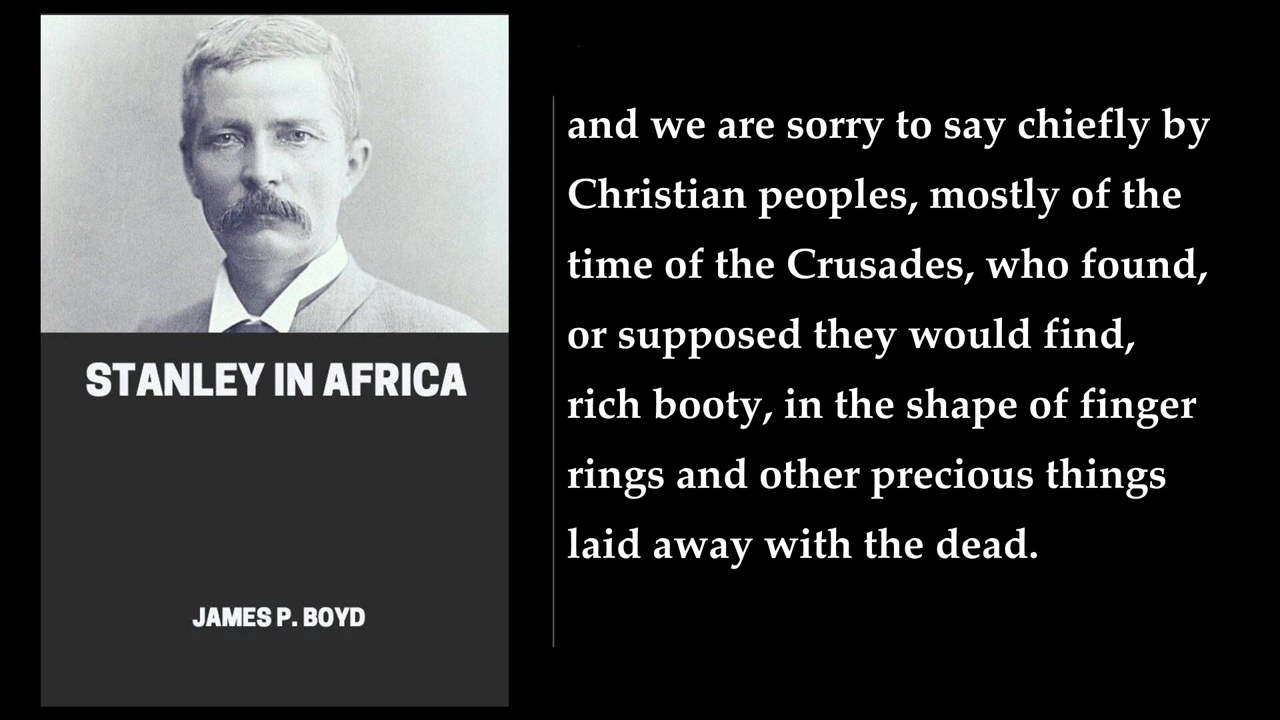 STANLEY IN AFRICA
JAMES P. BOYD
and we are sorry to say chiefly by
Christian peoples, mostly of the
time of the Crusades, who found,
or supposed they would find,
rich booty, in the shape of finger
rings and other precious things
laid away with the dead.